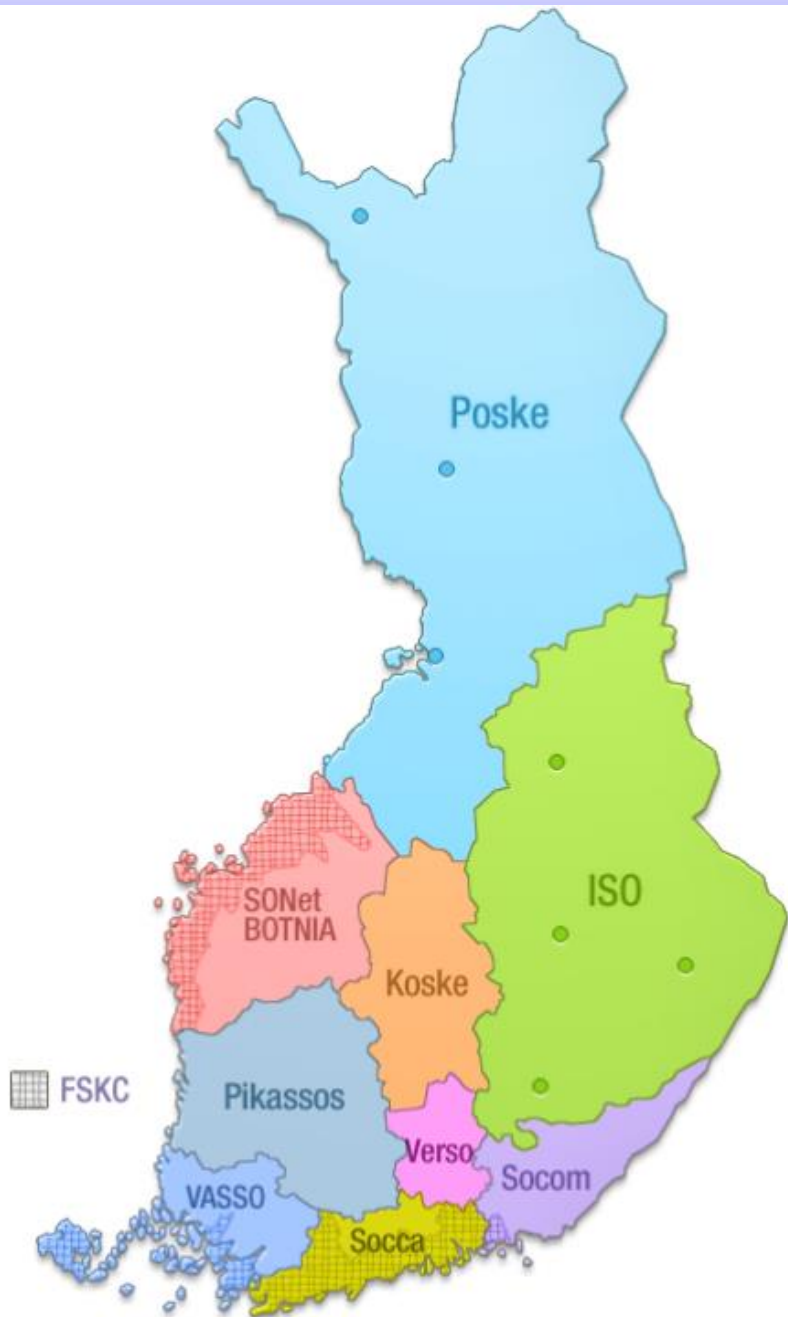 Poske
ISO
SONet
BOTNIA
Koske
FSKC
Pikassos
Verso
Socom
VASSO
Socca